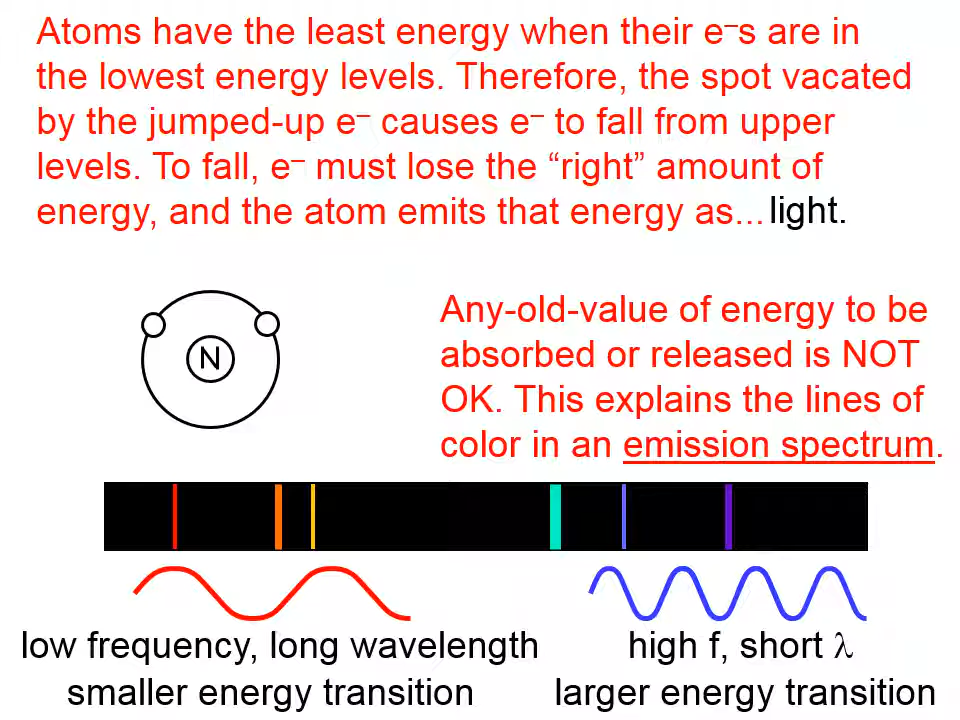 Atoms have the least energy when their e–s are in
the lowest energy levels. Therefore, the spot vacated
by the jumped-up e– causes e– to fall from upper
levels. To fall, e– must lose the “right” amount of
energy, and the atom emits that energy as... light.
Any-old-value of energy to be
absorbed or released is NOT
OK. This explains the lines of
color in an emission spectrum.
N
low frequency, long wavelength
smaller energy transition
high f, short λ
larger energy transition